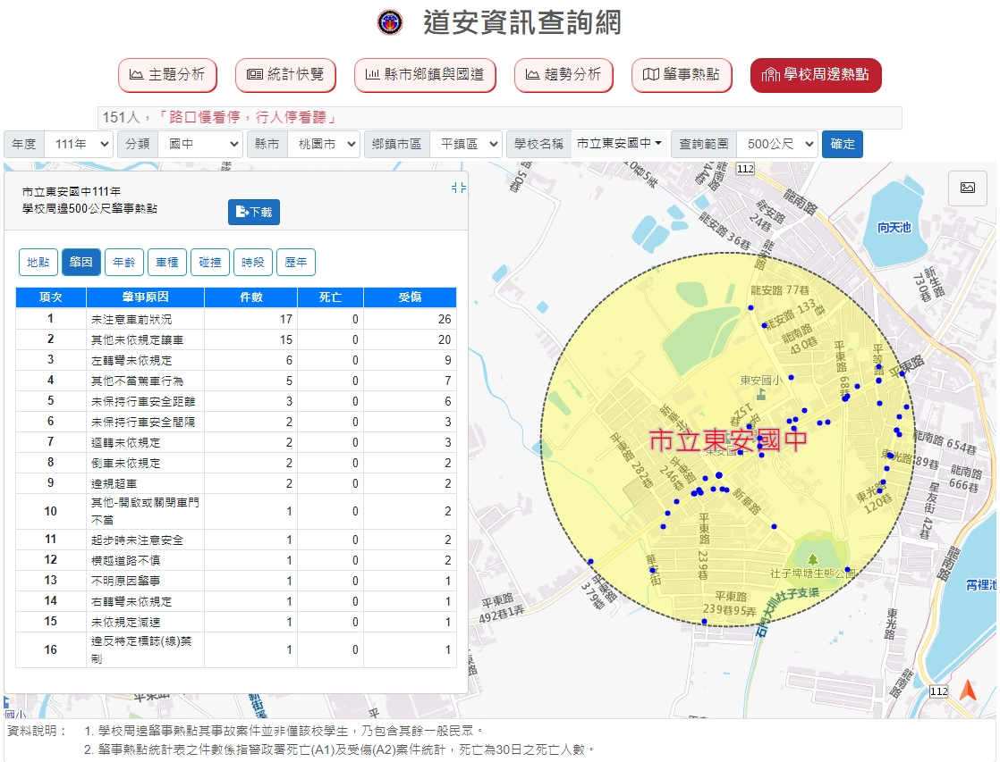 道安資訊查詢網
主題分析 統計快覽 縣市鄉鎮與國道 趨勢分析 肇事熱點 學校周邊熱點
151人，「路口慢看停，行人停看聽」
年度 111年 分類 國中 縣市 桃園市 鄉鎮市區 平鎮區 學校名稱 市立東安國中 查詢範圍 500公尺 確定
市立東安國中111年
學校周邊500公尺肇事熱點
下載
地點 肇因 年齡 車種 碰撞 時段 歷年
項次 肇事原因 件數 死亡 受傷
1 未注意車前狀況 17 0 26
2 其他未依規定讓車 15 0 20
3 左轉彎未依規定 6 0 9
4 其他不當駕車行為 5 0 7
5 未保持行車安全距離 3 0 6
6 未保持行車安全間隔 2 0 3
7 迴轉未依規定 2 0 3
8 倒車未依規定 2 0 2
9 違規超車 2 0 2
10 其他-開啟或關閉車門不當 1 0 2
11 起步時未注意安全 1 0 2
12 橫越道路不慎 1 0 2
13 不明原因肇事 1 0 1
14 右轉彎未依規定 1 0 1
15 未依規定減速 1 0 1
16 違反特定標誌(線)禁制 1 0 1
112
龍南路
龍安路
24巷
龍安路 36巷
向天池
新生路
730巷
龍安路 77巷
龍安路 133巷
龍南路
430巷
平東路 68巷
平等路
平東路
東安國小
市立東安國中
平東路 282巷
平東路
246巷
新華路
龍南路 654巷
東光路 89巷
龍南路
666巷
東光路
120巷
星友街 42巷
平東路 239巷
華安街
社子埤塘生態公園
霄裡池
平東路
379巷
平東路
492巷1弄
平東路
239巷95弄
社子支渠
石門大圳
東光路
龍南路
112
資料說明： 1. 學校周邊肇事熱點其事故案件並非僅該校學生，乃包含其餘一般民眾。
2. 肇事熱點統計表之件數係指警政署死亡(A1)及受傷(A2)案件統計，死亡為30日之死亡人數。